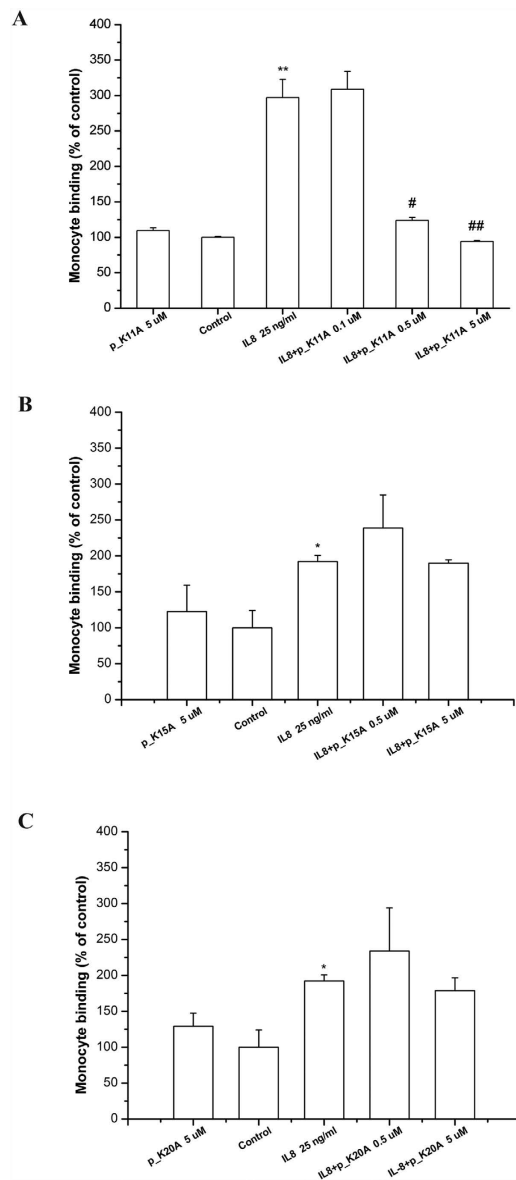 A
Monocyte binding (% of control)
400
350
300
250
200
150
100
50
0
**
#
##
p_K11A 5 uM
Control
IL8 25 ng/ml
IL8+p_K11A 0.1 uM
IL8+p_K11A 0.5 uM
IL8+p_K11A 5 uM
B
Monocyte binding (% of control)
400
350
300
250
200
150
100
50
0
*
p_K15A 5 uM
Control
IL8 25 ng/ml
IL8+p_K15A 0.5 uM
IL8+p_K15A 5 uM
C
Monocyte binding (% of control)
400
350
300
250
200
150
100
50
0
*
p_K20A 5 uM
Control
IL8 25 ng/ml
IL8+p_K20A 0.5 uM
IL-8+p_K20A 5 uM